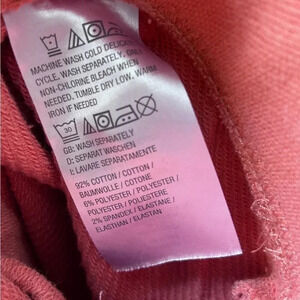 MACHINE WASH COLD DELICATE
CYCLE. WASH SEPARATELY. ONLY
NON-CHLORINE BLEACH WHEN
NEEDED. TUMBLE DRY LOW. WARM
IRON IF NEEDED
30
GB: WASH SEPARATELY
D: SEPARAT WASCHEN
I: LAVARE SEPARATAMENTE
92% COTTON / COTTON /
BAUMWOLLE / COTONE
6% POLYESTER / POLYESTER /
POLYESTER / POLIESTERE
2% SPANDEX / ELASTANE /
ELASTHAN / ELASTAN